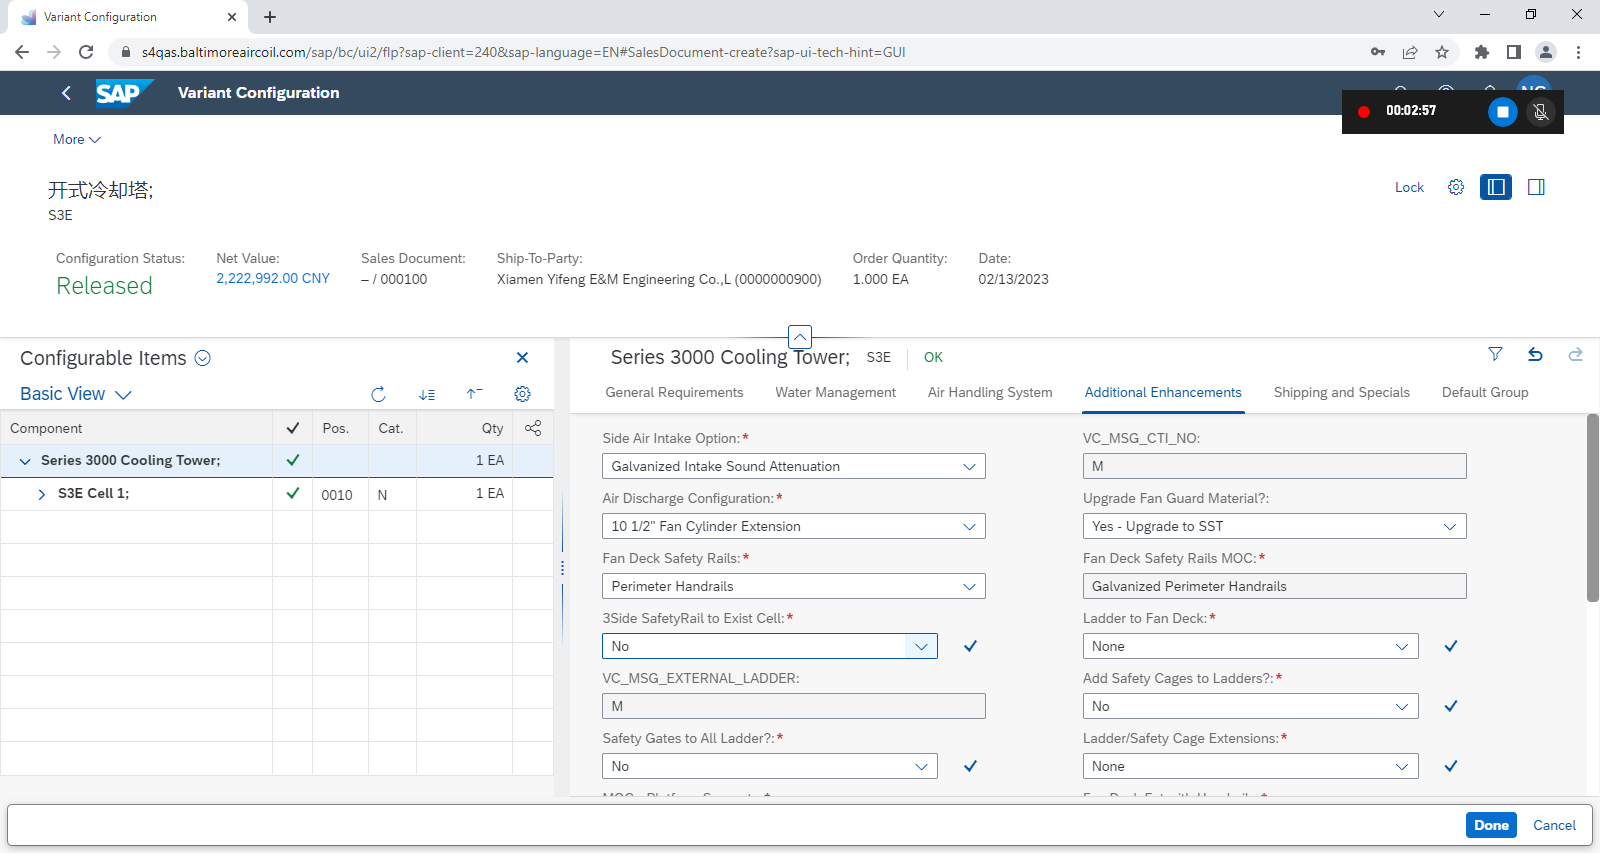 Variant Configuration
s4qas.baltimoreaircoil.com/sap/bc/ui2/flp?sap-client=240&sap-language=EN#SalesDocument-create?sap-ui-tech-hint=GUI
SAP Variant Configuration
00:02:57
More
开式冷却塔;
S3E
Lock
Configuration Status: Net Value: Sales Document: Ship-To-Party: Order Quantity: Date:
Released 2,222,992.00 CNY – / 000100 Xiamen Yifeng E&M Engineering Co.,L (0000000900) 1.000 EA 02/13/2023
Configurable Items
Basic View
Component Pos. Cat. Qty
Series 3000 Cooling Tower; 1 EA
S3E Cell 1; 0010 N 1 EA
Series 3000 Cooling Tower; S3E OK
General Requirements Water Management Air Handling System Additional Enhancements Shipping and Specials Default Group
Side Air Intake Option:* VC_MSG_CTI_NO:
Galvanized Intake Sound Attenuation M
Air Discharge Configuration:* Upgrade Fan Guard Material?:
10 1/2" Fan Cylinder Extension Yes - Upgrade to SST
Fan Deck Safety Rails:* Fan Deck Safety Rails MOC:*
Perimeter Handrails Galvanized Perimeter Handrails
3Side SafetyRail to Exist Cell:* Ladder to Fan Deck:*
No None
VC_MSG_EXTERNAL_LADDER: Add Safety Cages to Ladders?:*
M No
Safety Gates to All Ladder?:* Ladder/Safety Cage Extensions:*
No None
Done Cancel